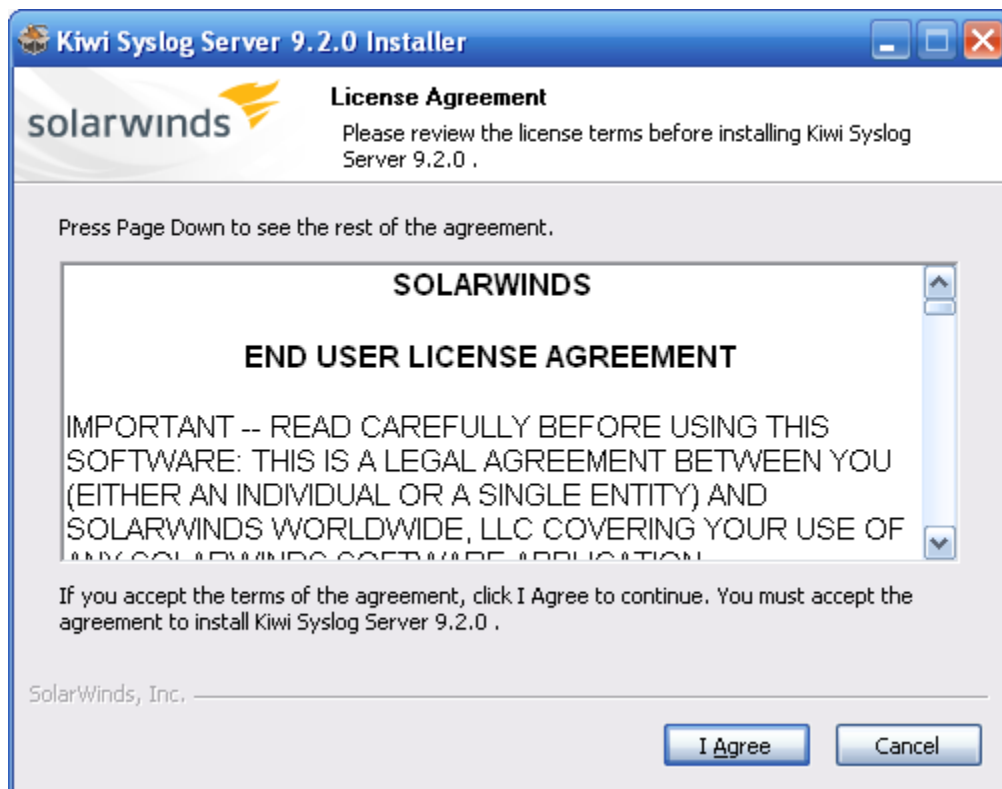 Kiwi Syslog Server 9.2.0 Installer
solarwinds
License Agreement
Please review the license terms before installing Kiwi Syslog
Server 9.2.0 .
Press Page Down to see the rest of the agreement.
SOLARWINDS
END USER LICENSE AGREEMENT
IMPORTANT -- READ CAREFULLY BEFORE USING THIS
SOFTWARE: THIS IS A LEGAL AGREEMENT BETWEEN YOU
(EITHER AN INDIVIDUAL OR A SINGLE ENTITY) AND
SOLARWINDS WORLDWIDE, LLC COVERING YOUR USE OF
ANY SOLARWINDS SOFTWARE APPLICATION
If you accept the terms of the agreement, click I Agree to continue. You must accept the
agreement to install Kiwi Syslog Server 9.2.0 .
SolarWinds, Inc.
I Agree
Cancel